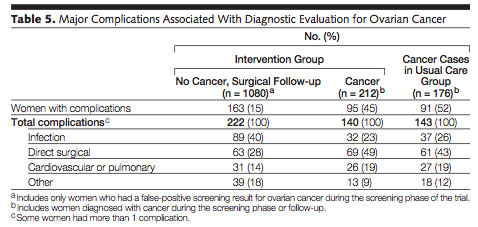 Table 5. Major Complications Associated With Diagnostic Evaluation for Ovarian Cancer
No. (%)
Intervention Group
Cancer Cases
No Cancer, Surgical Follow-up Cancer in Usual Care Group
(n = 1080)a (n = 212)b (n = 176)b
Women with complications 163 (15) 95 (45) 91 (52)
Total complicationsc 222 (100) 140 (100) 143 (100)
Infection 89 (40) 32 (23) 37 (26)
Direct surgical 63 (28) 69 (49) 61 (43)
Cardiovascular or pulmonary 31 (14) 26 (19) 27 (19)
Other 39 (18) 13 (9) 18 (12)
a Includes only women who had a false-positive screening result for ovarian cancer during the screening phase of the trial.
b Includes women diagnosed with cancer during the screening phase or follow-up.
c Some women had more than 1 complication.